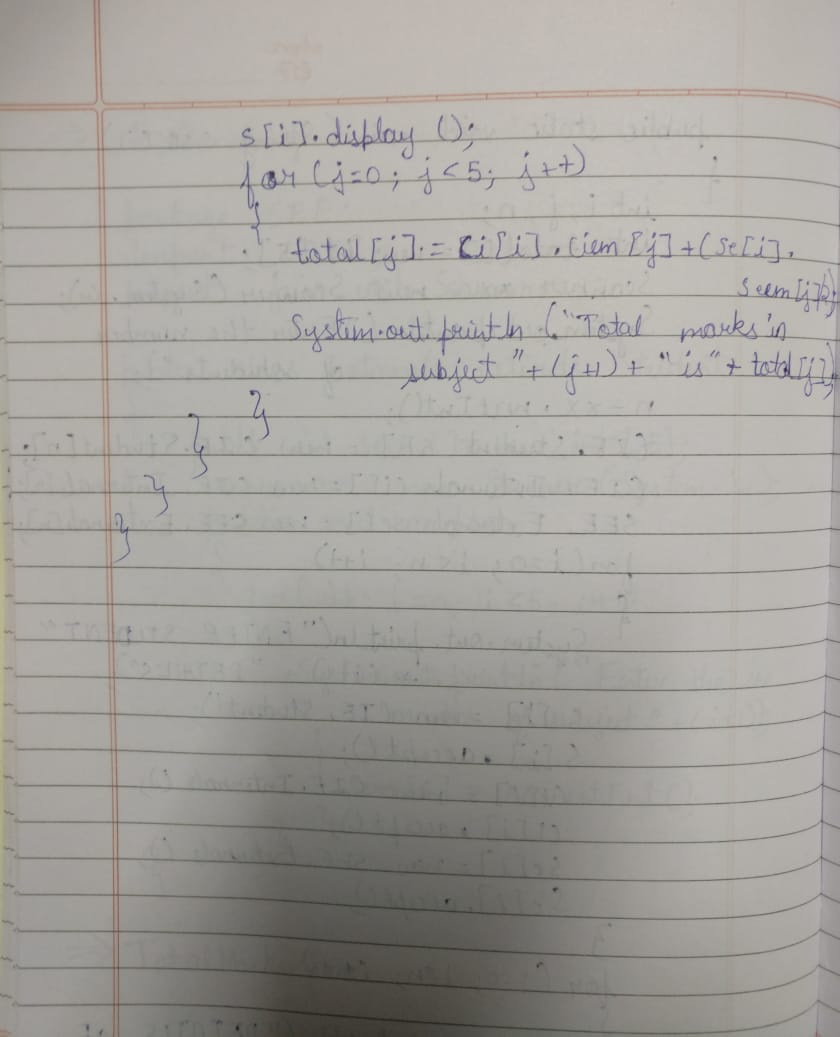 s[i].display ();
for (j=0; j<5; j++)
{
total[j] = ci[i].ciem[j]+(se[i].
seem[j]);
System.out.println ("Total marks in
subject "+(j+1)+ "is"+ total[j]);
}
}
}
}